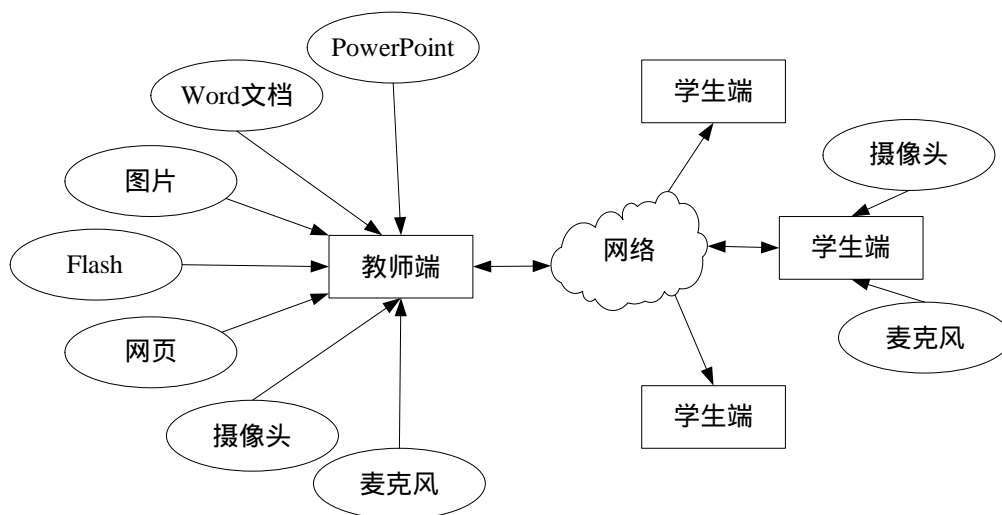 PowerPoint
Word文档
学生端
图片
摄像头
Flash
教师端
网络
学生端
网页
麦克风
摄像头
学生端
麦克风